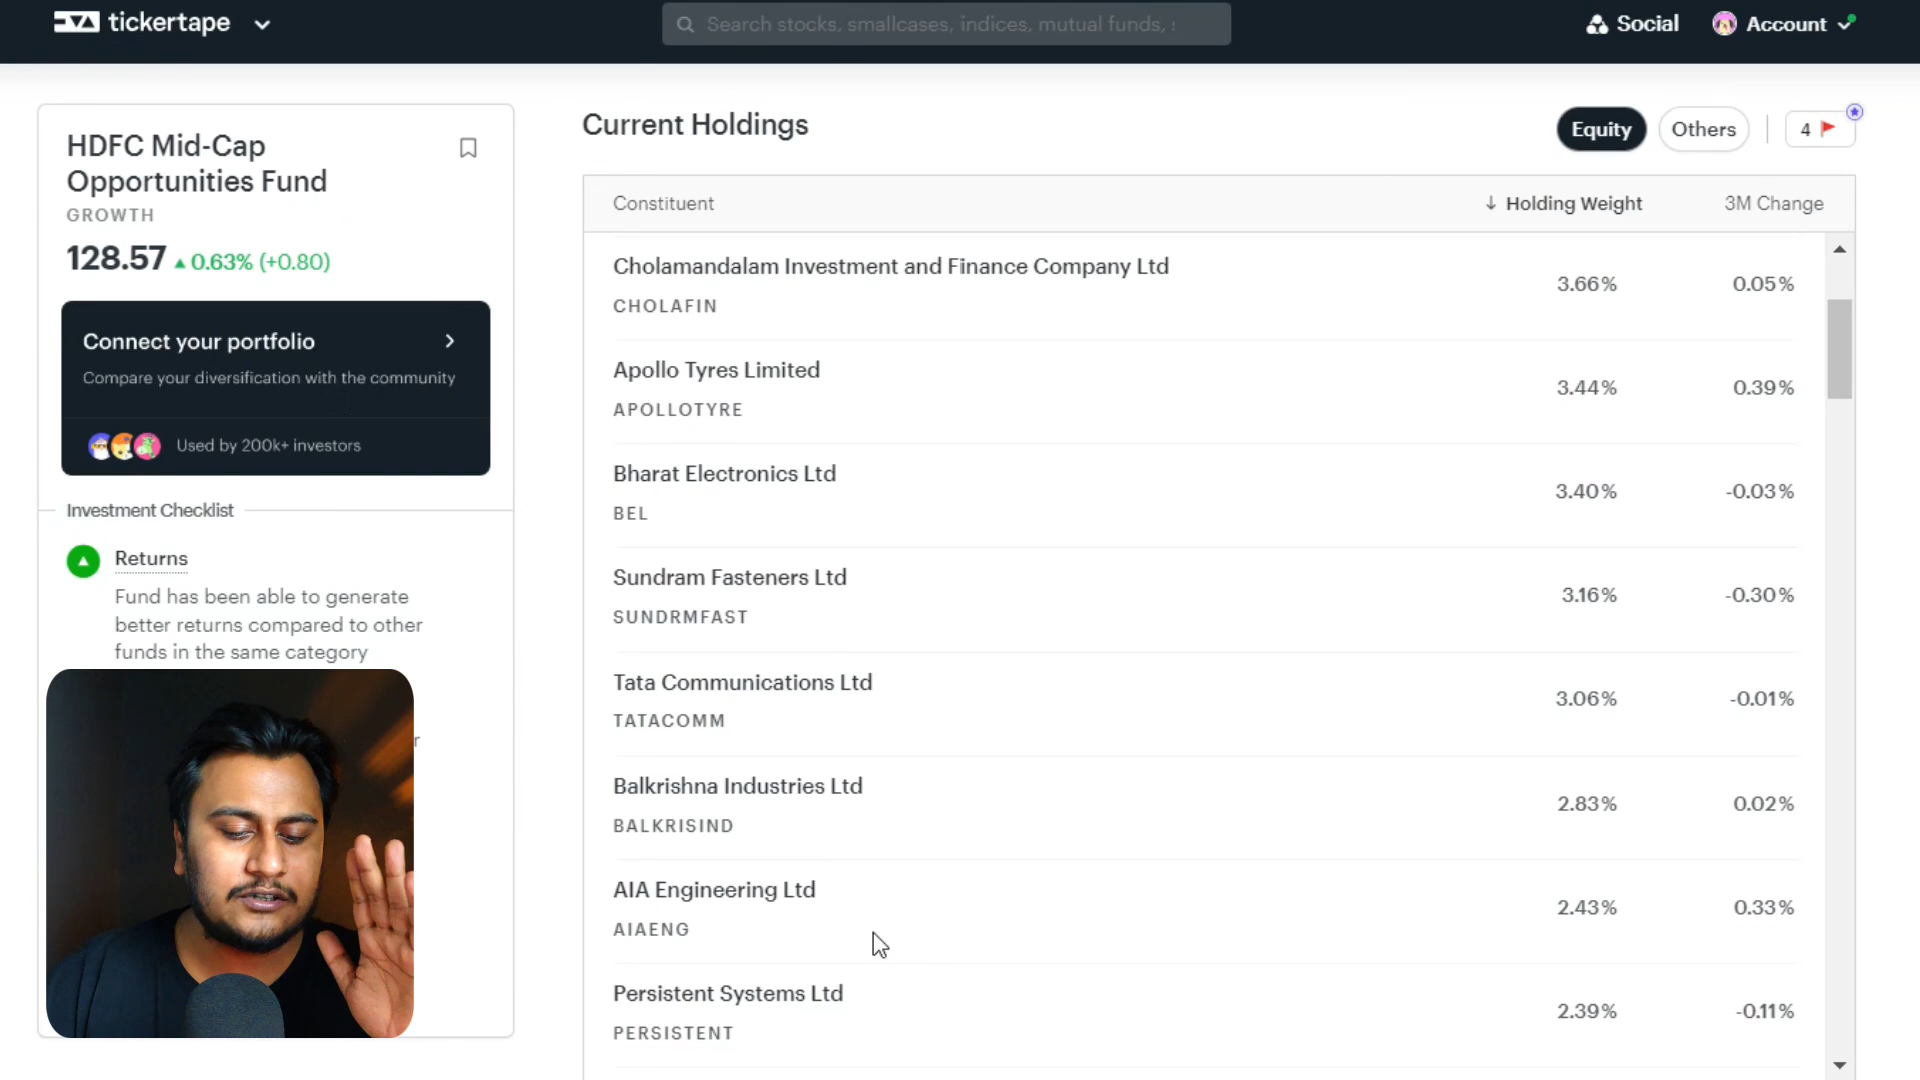 tickertape
Search stocks, smallcases, indices, mutual funds, s
Social
Account
HDFC Mid-Cap
Opportunities Fund
GROWTH
128.57 ▲ 0.63% (+0.80)
Connect your portfolio
Compare your diversification with the community
Used by 200k+ investors
Investment Checklist
Returns
Fund has been able to generate
better returns compared to other
funds in the same category
r
Current Holdings
Equity
Others
4
Constituent
↓ Holding Weight
3M Change
Cholamandalam Investment and Finance Company Ltd
CHOLAFIN
3.66%
0.05%
Apollo Tyres Limited
APOLLOTYRE
3.44%
0.39%
Bharat Electronics Ltd
BEL
3.40%
-0.03%
Sundram Fasteners Ltd
SUNDRMFAST
3.16%
-0.30%
Tata Communications Ltd
TATACOMM
3.06%
-0.01%
Balkrishna Industries Ltd
BALKRISIND
2.83%
0.02%
AIA Engineering Ltd
AIAENG
2.43%
0.33%
Persistent Systems Ltd
PERSISTENT
2.39%
-0.11%